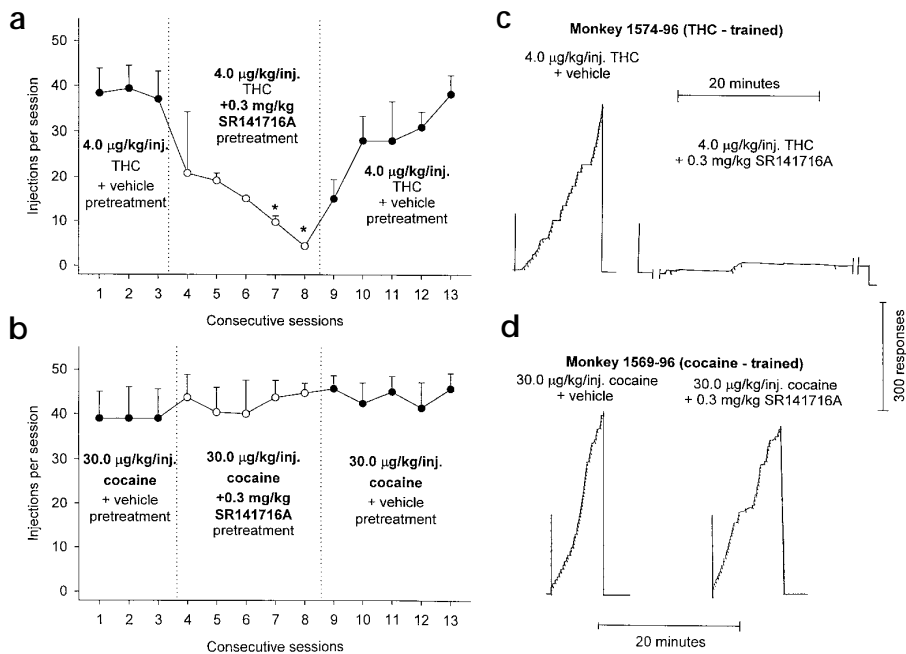 a
50
40
30
20
10
0
Injections per session
4.0 µg/kg/inj.
THC
+ vehicle
pretreatment
4.0 µg/kg/inj.
THC
+0.3 mg/kg
SR141716A
pretreatment
4.0 µg/kg/inj.
THC
+ vehicle
pretreatment
*
*
1 2 3 4 5 6 7 8 9 10 11 12 13
Consecutive sessions
b
50
40
30
20
10
0
Injections per session
30.0 µg/kg/inj.
cocaine
+ vehicle
pretreatment
30.0 µg/kg/inj.
cocaine
+0.3 mg/kg
SR141716A
pretreatment
30.0 µg/kg/inj.
cocaine
+ vehicle
pretreatment
1 2 3 4 5 6 7 8 9 10 11 12 13
Consecutive sessions
c
Monkey 1574-96 (THC - trained)
4.0 µg/kg/inj. THC
+ vehicle
20 minutes
4.0 µg/kg/inj. THC
+ 0.3 mg/kg SR141716A
300 responses
d
Monkey 1569-96 (cocaine - trained)
30.0 µg/kg/inj. cocaine
+ vehicle
30.0 µg/kg/inj. cocaine
+ 0.3 mg/kg SR141716A
20 minutes